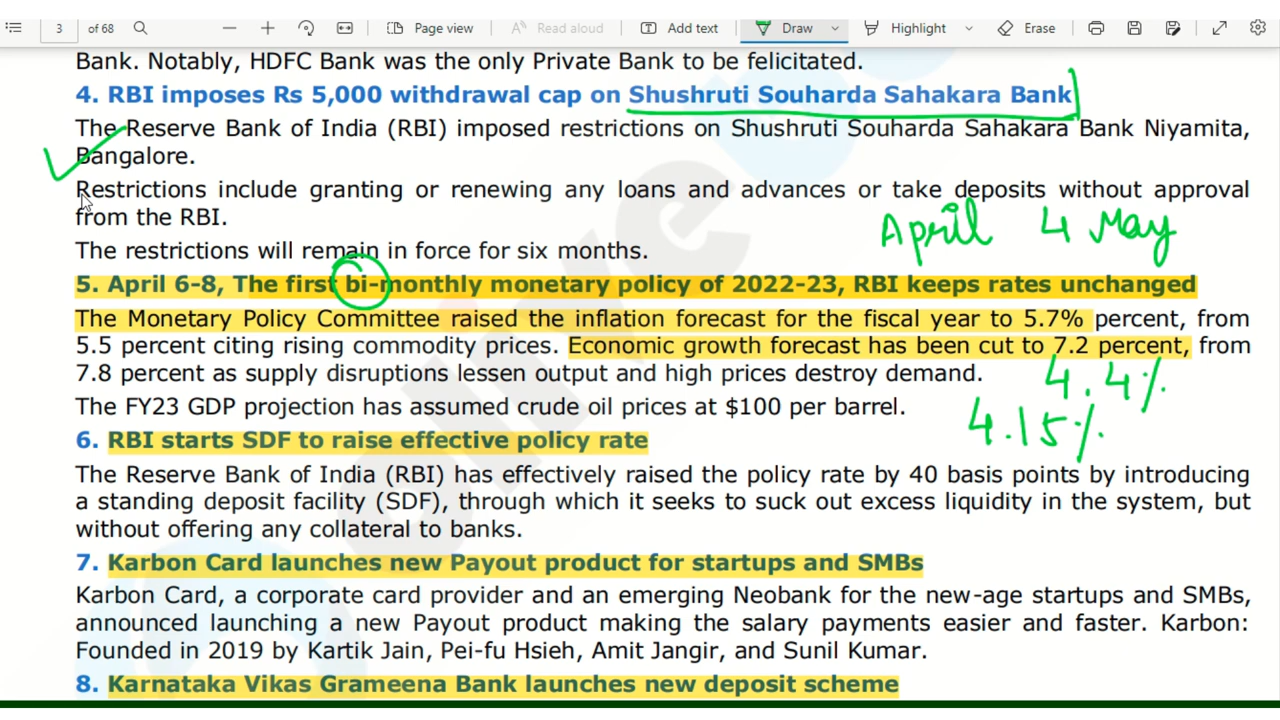 3 of 68 Page view Read aloud Add text Draw Highlight Erase
Bank. Notably, HDFC Bank was the only Private Bank to be felicitated.
4. RBI imposes Rs 5,000 withdrawal cap on Shushruti Souharda Sahakara Bank
The Reserve Bank of India (RBI) imposed restrictions on Shushruti Souharda Sahakara Bank Niyamita,
Bangalore.
Restrictions include granting or renewing any loans and advances or take deposits without approval
from the RBI.
April 4 May
The restrictions will remain in force for six months.
5. April 6-8, The first bi-monthly monetary policy of 2022-23, RBI keeps rates unchanged
The Monetary Policy Committee raised the inflation forecast for the fiscal year to 5.7% percent, from
5.5 percent citing rising commodity prices. Economic growth forecast has been cut to 7.2 percent, from
7.8 percent as supply disruptions lessen output and high prices destroy demand.
4.4%
The FY23 GDP projection has assumed crude oil prices at $100 per barrel.
4.15%
6. RBI starts SDF to raise effective policy rate
The Reserve Bank of India (RBI) has effectively raised the policy rate by 40 basis points by introducing
a standing deposit facility (SDF), through which it seeks to suck out excess liquidity in the system, but
without offering any collateral to banks.
7. Karbon Card launches new Payout product for startups and SMBs
Karbon Card, a corporate card provider and an emerging Neobank for the new-age startups and SMBs,
announced launching a new Payout product making the salary payments easier and faster. Karbon:
Founded in 2019 by Kartik Jain, Pei-fu Hsieh, Amit Jangir, and Sunil Kumar.
8. Karnataka Vikas Grameena Bank launches new deposit scheme